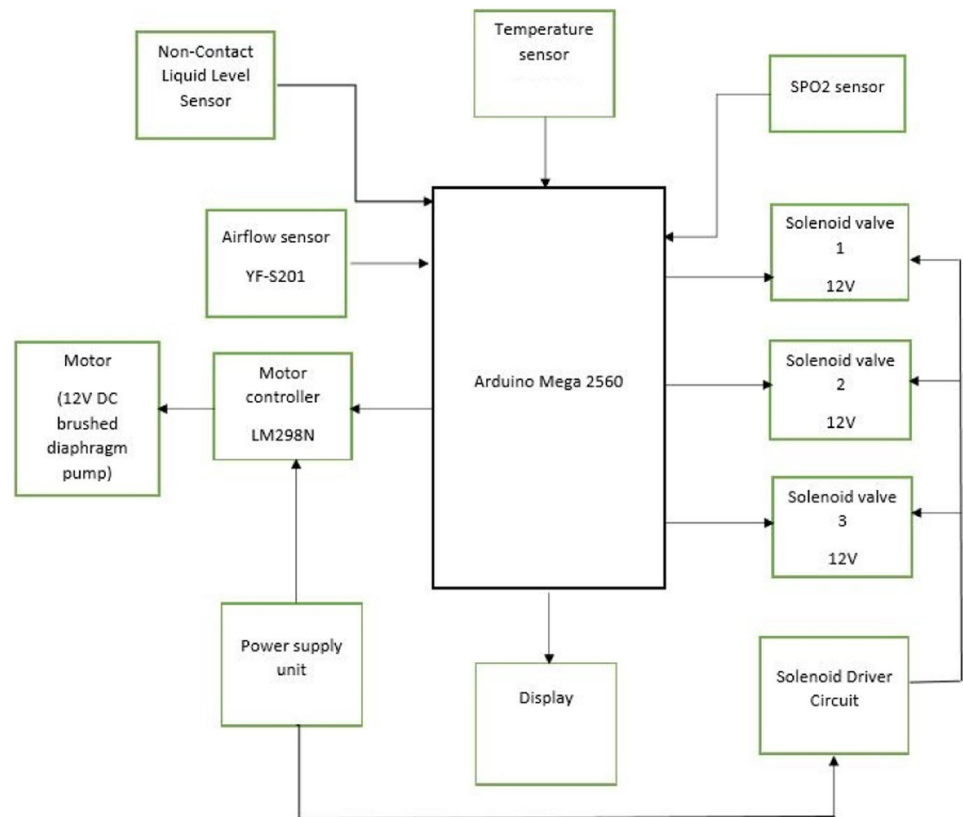 Non-Contact
Liquid Level
Sensor
Temperature
sensor
SPO2 sensor
Airflow sensor
YF-S201
Solenoid valve
1
12V
Motor
(12V DC
brushed
diaphragm
pump)
Motor
controller
LM298N
Arduino Mega 2560
Solenoid valve
2
12V
Solenoid valve
3
12V
Power supply
unit
Display
Solenoid Driver
Circuit